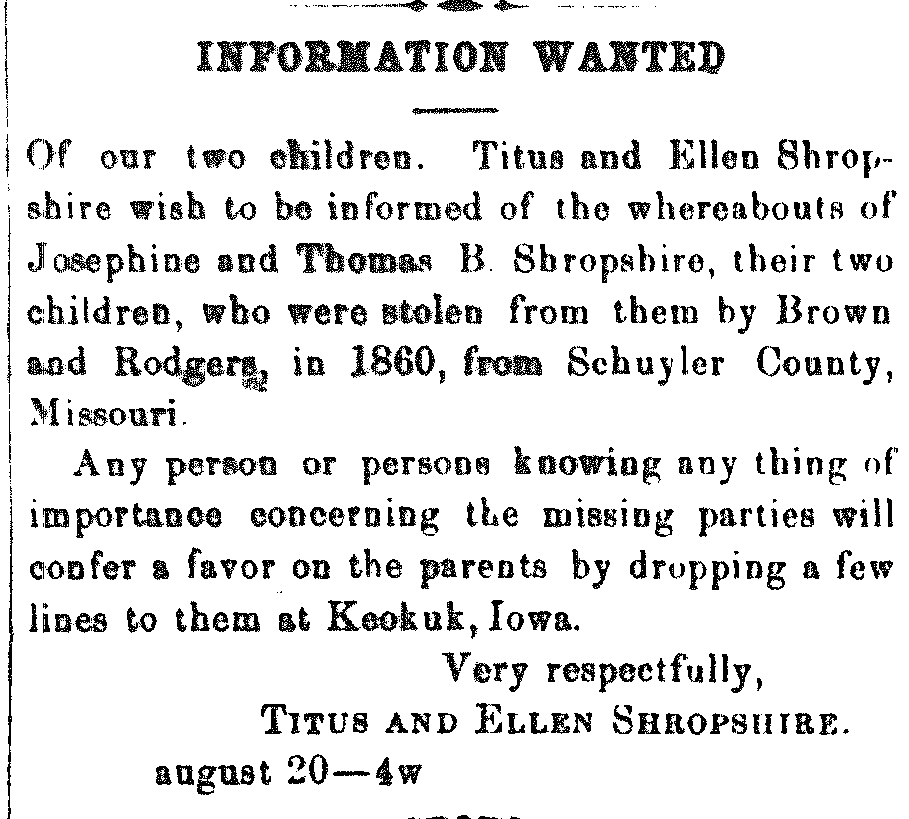 INFORMATION WANTED
Of our two children. Titus and Ellen Shrop-
shire wish to be informed of the whereabouts of
Josephine and Thomas B. Shropshire, their two
children, who were stolen from them by Brown
and Rodgers, in 1860, from Schuyler County,
Missouri.
Any person or persons knowing any thing of
importance concerning the missing parties will
confer a favor on the parents by dropping a few
lines to them at Keokuk, Iowa.
Very respectfully,
TITUS AND ELLEN SHROPSHIRE.
august 20—4w